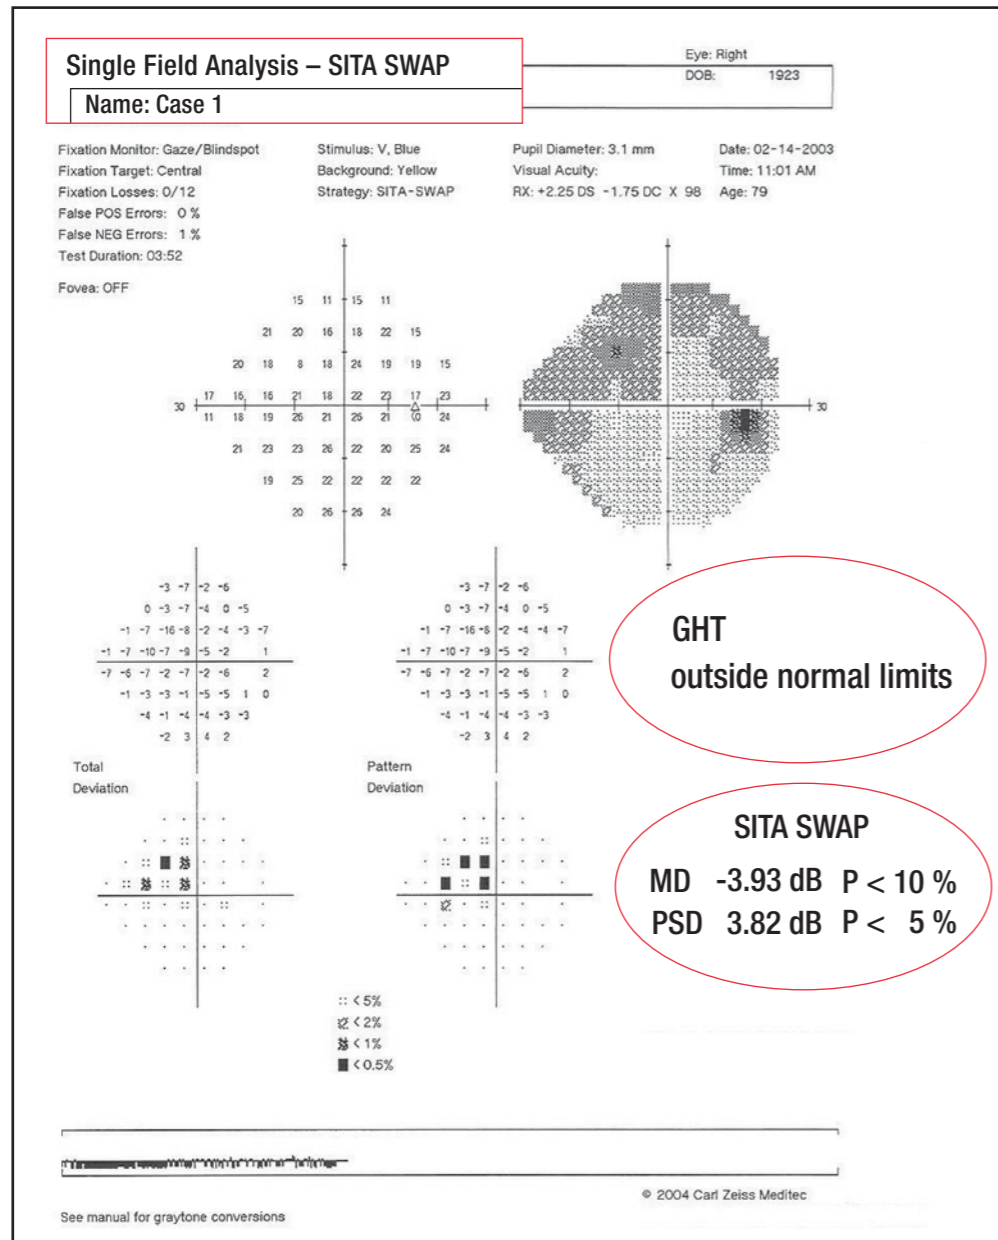 Single Field Analysis – SITA SWAP
Name: Case 1
Eye: Right
DOB: 1923
Fixation Monitor: Gaze/Blindspot
Fixation Target: Central
Fixation Losses: 0/12
False POS Errors: 0 %
False NEG Errors: 1 %
Test Duration: 03:52
Fovea: OFF
Stimulus: V, Blue
Background: Yellow
Strategy: SITA-SWAP
Pupil Diameter: 3.1 mm
Visual Acuity:
RX: +2.25 DS -1.75 DC X 98
Date: 02-14-2003
Time: 11:01 AM
Age: 79
15 11 15 11
21 20 16 18 22 15
20 18 8 18 24 19 19 15
17 16 16 21 18 22 23 17 23
30
11 18 19 26 21 26 21 (0 24
21 23 23 26 22 20 25 24
19 25 22 22 22 22
20 26 26 24
30
-3 -7 -2 -6
0 -3 -7 -4 0 -5
-1 -7 -16 -8 -2 -4 -3 -7
-1 -7 -10 -7 -9 -5 -2 1
-7 -6 -7 -2 -7 -2 -6 2
-1 -3 -3 -1 -5 -5 1 0
-4 -1 -4 -4 -3 -3
-2 3 4 2
Total
Deviation
-3 -7 -2 -6
0 -3 -7 -4 0 -5
-1 -7 -16 -8 -2 -4 -4 -7
-1 -7 -10 -7 -9 -5 -2 1
-7 -6 -7 -2 -7 -2 -6 2
-1 -3 -3 -1 -5 -5 1 0
-4 -1 -4 -4 -3 -3
-2 3 4 2
Pattern
Deviation
GHT
outside normal limits
SITA SWAP
MD -3.93 dB P < 10 %
PSD 3.82 dB P < 5 %
< 5%
< 2%
< 1%
< 0.5%
© 2004 Carl Zeiss Meditec
See manual for graytone conversions